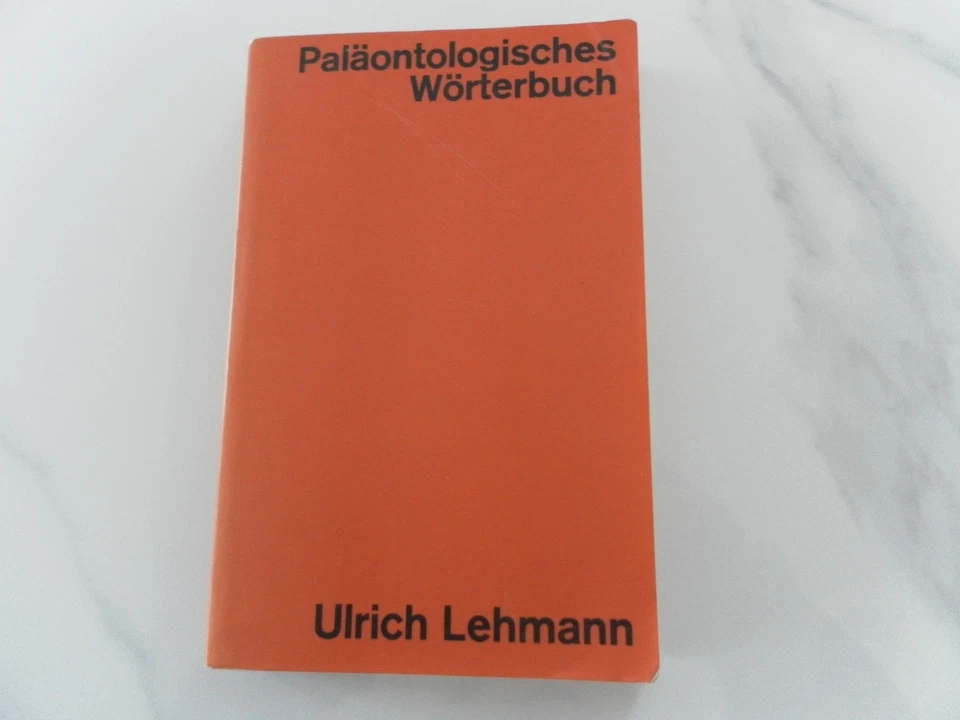 Paläontologisches
Wörterbuch
Ulrich Lehmann